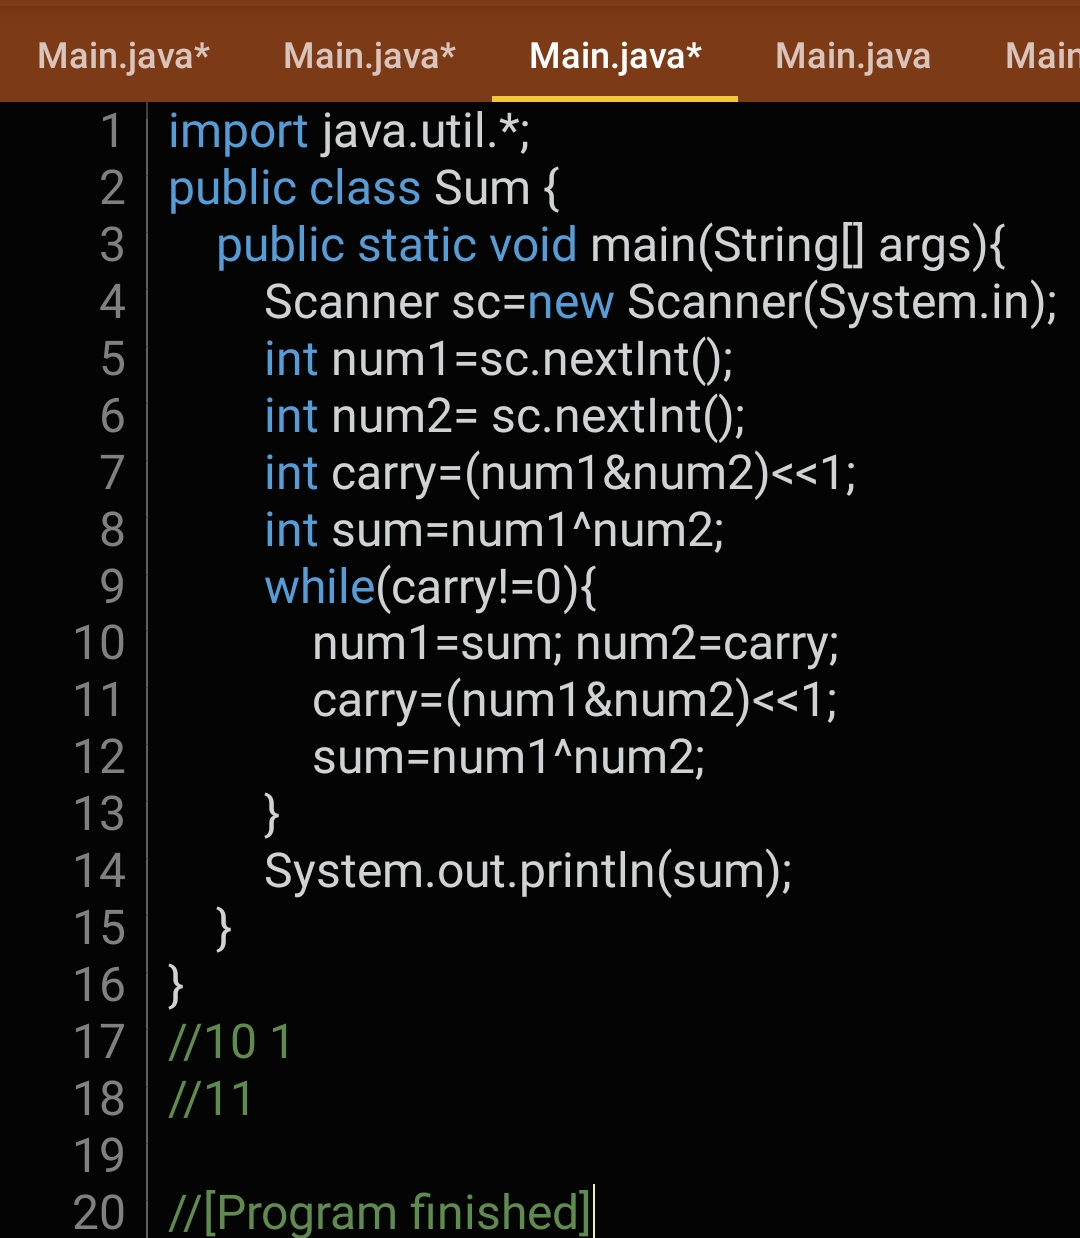 Main.java* Main.java* Main.java* Main.java Main
1 import java.util.*;
2 public class Sum {
3 public static void main(String[] args){
4 Scanner sc=new Scanner(System.in);
5 int num1=sc.nextInt();
6 int num2= sc.nextInt();
7 int carry=(num1&num2)<<1;
8 int sum=num1^num2;
9 while(carry!=0){
10 num1=sum; num2=carry;
11 carry=(num1&num2)<<1;
12 sum=num1^num2;
13 }
14 System.out.println(sum);
15 }
16 }
17 //10 1
18 //11
19
20 //[Program finished]